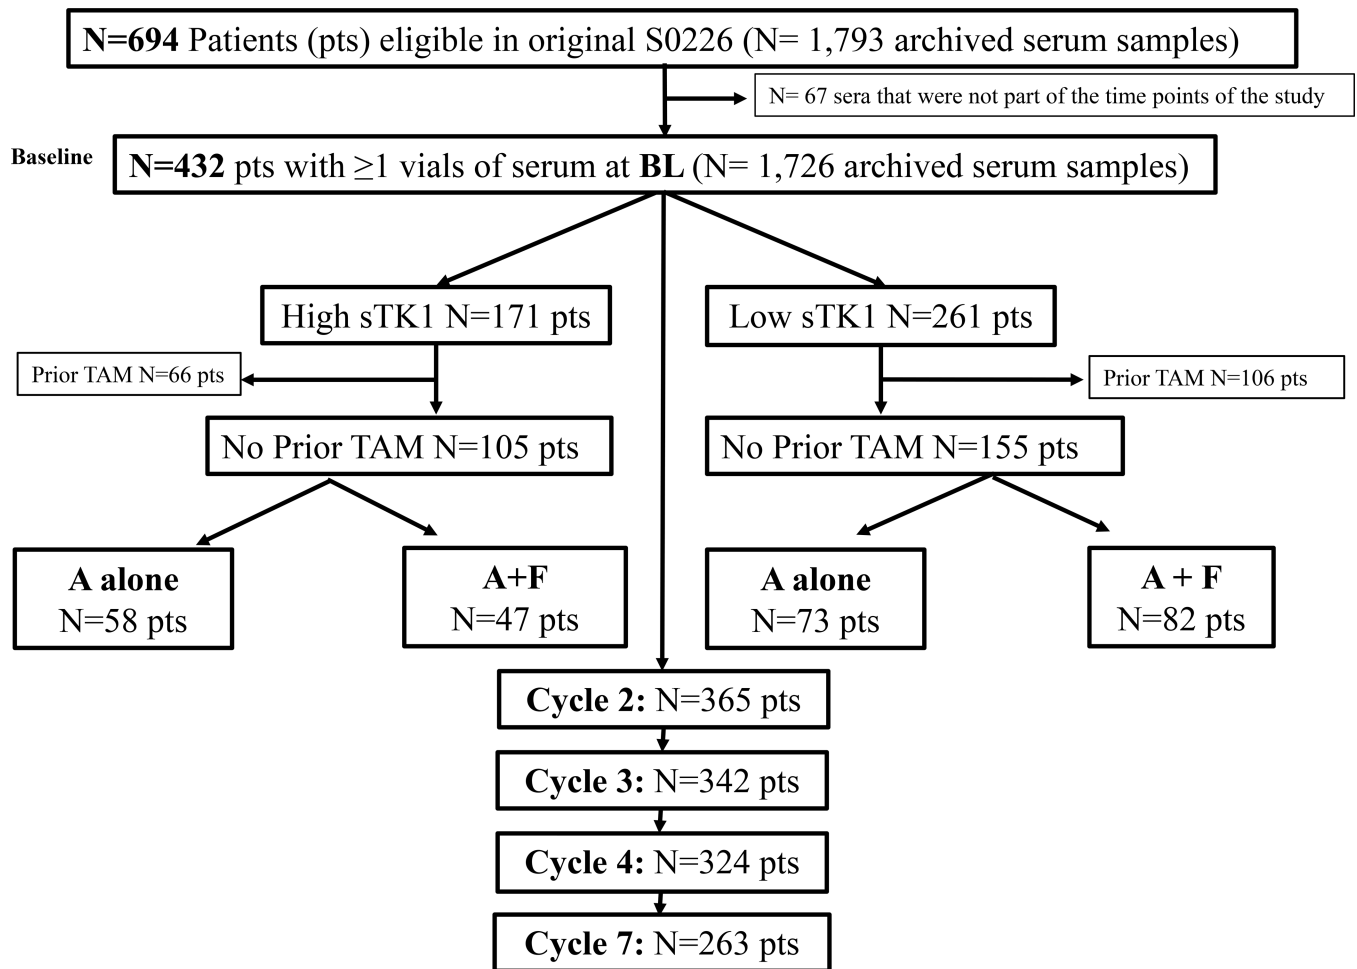 N=694 Patients (pts) eligible in original S0226 (N= 1,793 archived serum samples)
N= 67 sera that were not part of the time points of the study
Baseline
N=432 pts with ≥1 vials of serum at BL (N= 1,726 archived serum samples)
High sTK1 N=171 pts
Low sTK1 N=261 pts
Prior TAM N=66 pts
Prior TAM N=106 pts
No Prior TAM N=105 pts
No Prior TAM N=155 pts
A alone
N=58 pts
A+F
N=47 pts
A alone
N=73 pts
A + F
N=82 pts
Cycle 2: N=365 pts
Cycle 3: N=342 pts
Cycle 4: N=324 pts
Cycle 7: N=263 pts